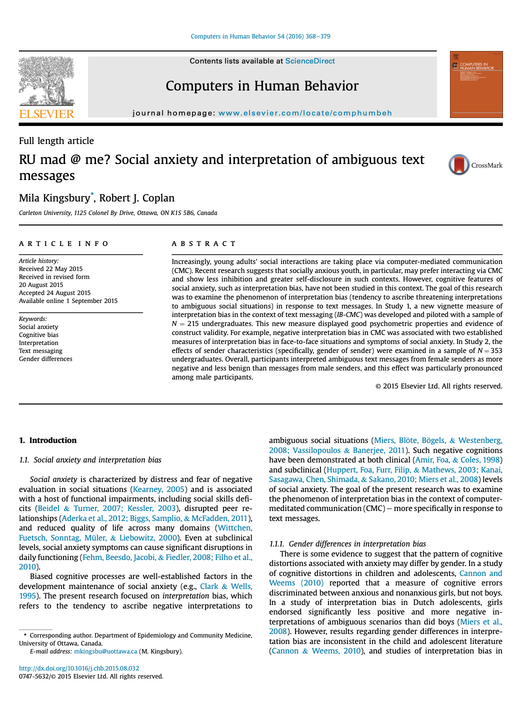 Computers in Human Behavior 54 (2016) 368–379
Contents lists available at ScienceDirect
Computers in Human Behavior
journal homepage: www.elsevier.com/locate/comphumbeh
ELSEVIER
COMPUTERS IN
HUMAN BEHAVIOR
Full length article
RU mad @ me? Social anxiety and interpretation of ambiguous text
messages
CrossMark
Mila Kingsbury*, Robert J. Coplan
Carleton University, 1125 Colonel By Drive, Ottawa, ON K1S 5B6, Canada
ARTICLE INFO
Article history:
Received 22 May 2015
Received in revised form
20 August 2015
Accepted 24 August 2015
Available online 1 September 2015
Keywords:
Social anxiety
Cognitive bias
Interpretation
Text messaging
Gender differences
ABSTRACT
Increasingly, young adults' social interactions are taking place via computer-mediated communication
(CMC). Recent research suggests that socially anxious youth, in particular, may prefer interacting via CMC
and show less inhibition and greater self-disclosure in such contexts. However, cognitive features of
social anxiety, such as interpretation bias, have not been studied in this context. The goal of this research
was to examine the phenomenon of interpretation bias (tendency to ascribe threatening interpretations
to ambiguous social situations) in response to text messages. In Study 1, a new vignette measure of
interpretation bias in the context of text messaging (IB-CMC) was developed and piloted with a sample of
N = 215 undergraduates. This new measure displayed good psychometric properties and evidence of
construct validity. For example, negative interpretation bias in CMC was associated with two established
measures of interpretation bias in face-to-face situations and symptoms of social anxiety. In Study 2, the
effects of sender characteristics (specifically, gender of sender) were examined in a sample of N = 353
undergraduates. Overall, participants interpreted ambiguous text messages from female senders as more
negative and less benign than messages from male senders, and this effect was particularly pronounced
among male participants.
© 2015 Elsevier Ltd. All rights reserved.
1. Introduction
1.1. Social anxiety and interpretation bias
Social anxiety is characterized by distress and fear of negative
evaluation in social situations (Kearney, 2005) and is associated
with a host of functional impairments, including social skills defi-
cits (Beidel & Turner, 2007; Kessler, 2003), disrupted peer re-
lationships (Aderka et al., 2012; Biggs, Samplio, & McFadden, 2011),
and reduced quality of life across many domains (Wittchen,
Fuetsch, Sonntag, Müler, & Liebowitz, 2000). Even at subclinical
levels, social anxiety symptoms can cause significant disruptions in
daily functioning (Fehm, Beesdo, Jacobi, & Fiedler, 2008; Filho et al.,
2010).
Biased cognitive processes are well-established factors in the
development maintenance of social anxiety (e.g., Clark & Wells,
1995). The present research focused on interpretation bias, which
refers to the tendency to ascribe negative interpretations to
* Corresponding author. Department of Epidemiology and Community Medicine,
University of Ottawa, Canada.
E-mail address: mkingsbu@uottawa.ca (M. Kingsbury).
http://dx.doi.org/10.1016/j.chb.2015.08.032
0747-5632/© 2015 Elsevier Ltd. All rights reserved.
ambiguous social situations (Miers, Blöte, Bögels, & Westenberg,
2008; Vassilopoulos & Banerjee, 2011). Such negative cognitions
have been demonstrated at both clinical (Amir, Foa, & Coles, 1998)
and subclinical (Huppert, Foa, Furr, Filip, & Mathews, 2003; Kanai,
Sasagawa, Chen, Shimada, & Sakano, 2010; Miers et al., 2008) levels
of social anxiety. The goal of the present research was to examine
the phenomenon of interpretation bias in the context of computer-
meditated communication (CMC) — more specifically in response to
text messages.
1.1.1. Gender differences in interpretation bias
There is some evidence to suggest that the pattern of cognitive
distortions associated with anxiety may differ by gender. In a study
of cognitive distortions in children and adolescents, Cannon and
Weems (2010) reported that a measure of cognitive errors
discriminated between anxious and nonanxious girls, but not boys.
In a study of interpretation bias in Dutch adolescents, girls
endorsed significantly less positive and more negative in-
terpretations of ambiguous scenarios than did boys (Miers et al.,
2008). However, results regarding gender differences in interpre-
tation bias are inconsistent in the child and adolescent literature
(Cannon & Weems, 2010), and studies of interpretation bias in